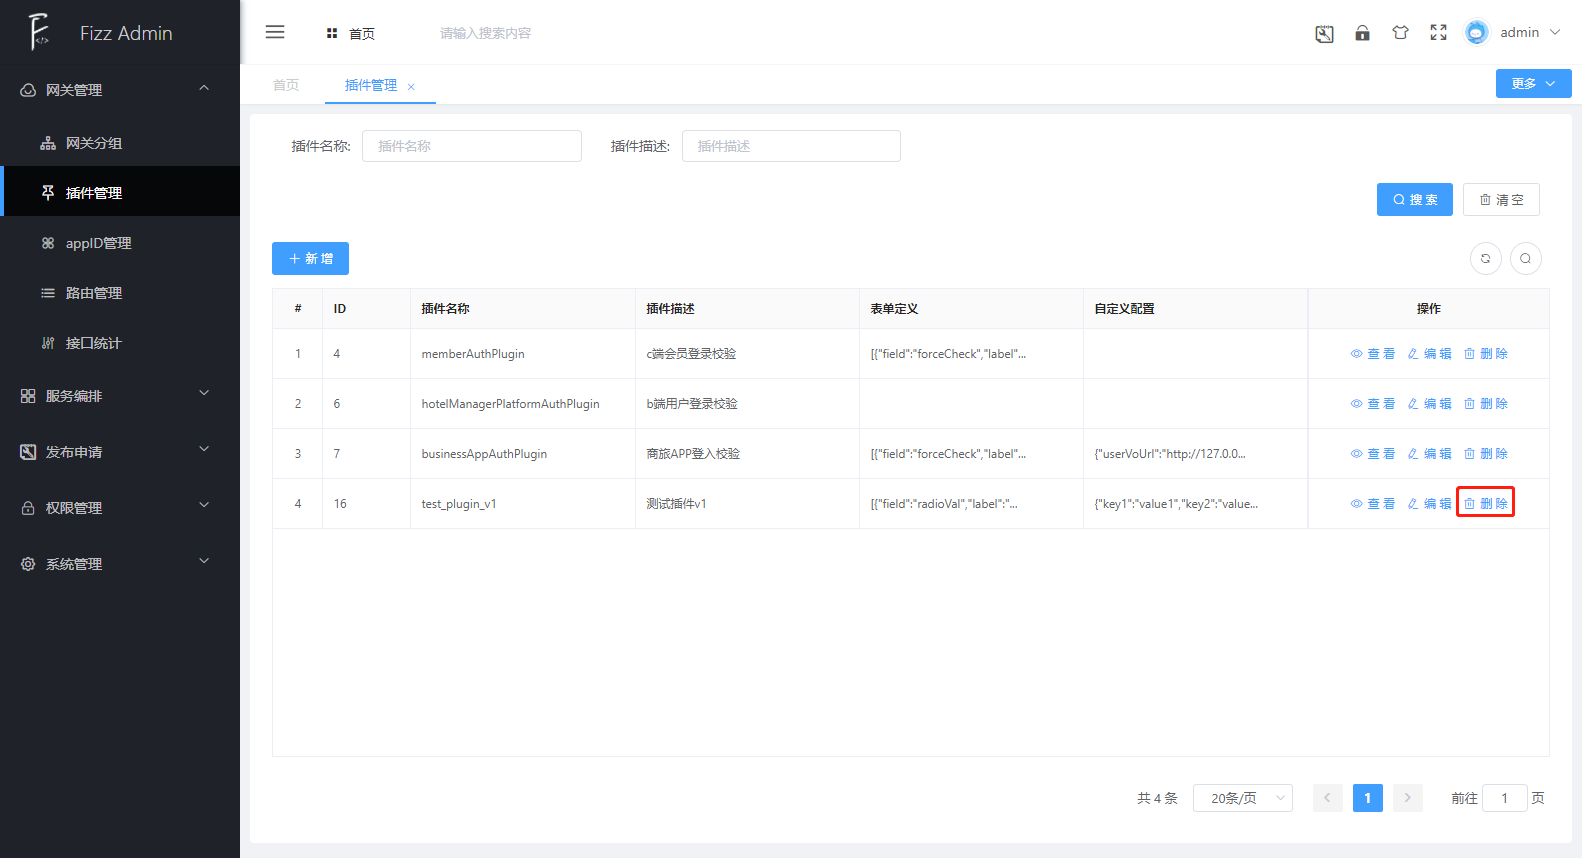 Fizz Admin
首页
请输入搜索内容
admin
网关管理
网关分组
插件管理
appID管理
路由管理
接口统计
服务编排
发布申请
权限管理
系统管理
首页
插件管理 ×
更多
插件名称: 插件名称
插件描述: 插件描述
搜 索
清 空
+ 新 增
# ID 插件名称 插件描述 表单定义 自定义配置 操作
1 4 memberAuthPlugin c端会员登录校验 [{"field":"forceCheck","label"... 查 看 编 辑 删 除
2 6 hotelManagerPlatformAuthPlugin b端用户登录校验 查 看 编 辑 删 除
3 7 businessAppAuthPlugin 商旅APP登入校验 [{"field":"forceCheck","label"... {"userVoUrl":"http://127.0.0... 查 看 编 辑 删 除
4 16 test_plugin_v1 测试插件v1 [{"field":"radioVal","label":"... {"key1":"value1","key2":"value... 查 看 编 辑 删 除
共 4 条 20条/页 < 1 > 前往 1 页